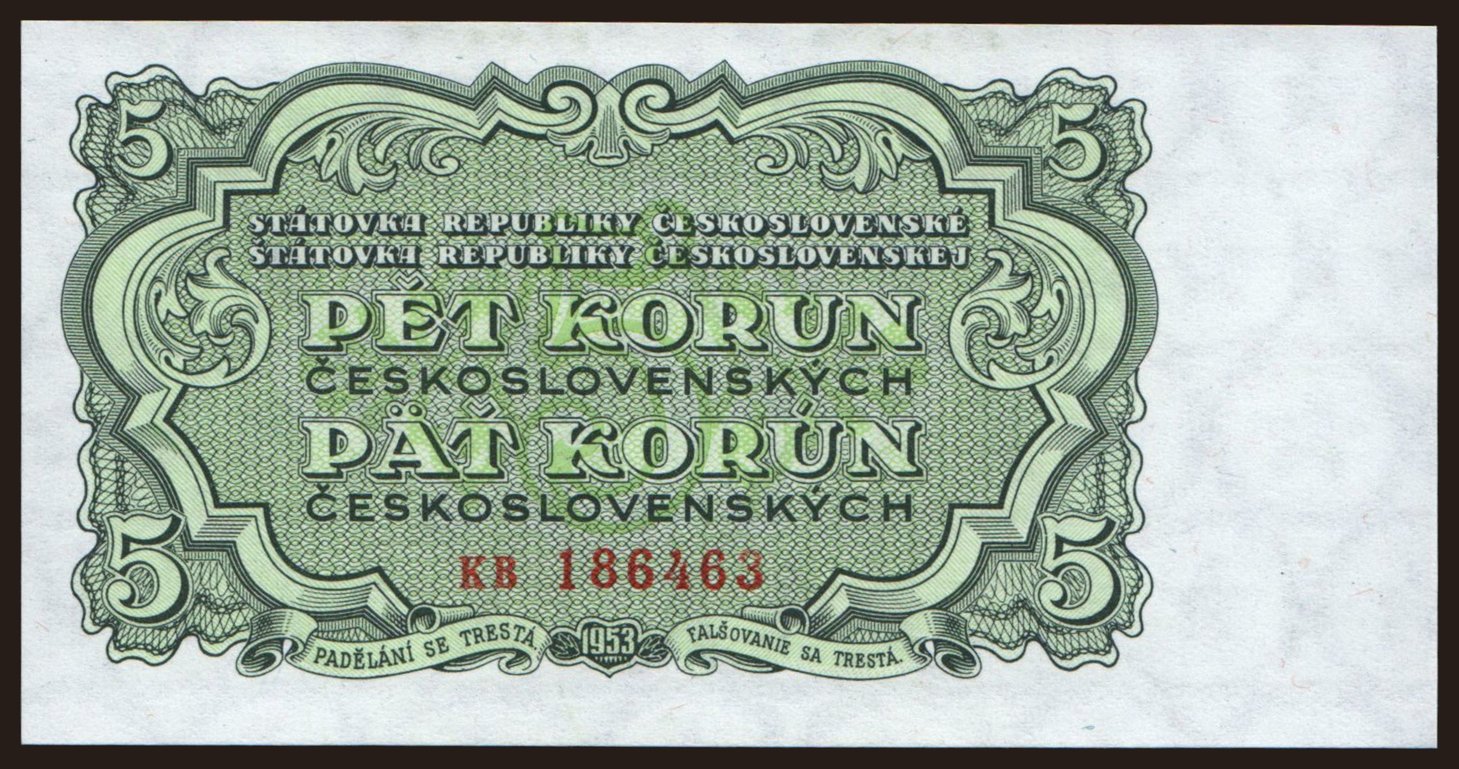 5 5
STÁTOVKA REPUBLIKY ČESKOSLOVENSKÉ
ŠTÁTOVKA REPUBLIKY ČESKOSLOVENSKEJ
PĚT KORUN
ČESKOSLOVENSKÝCH
PÄŤ KORÚN
ČESKOSLOVENSKÝCH
KB 186463
5 5
PADĚLÁNÍ SE TRESTÁ. 1953 FALŠOVANIE SA TRESTÁ.